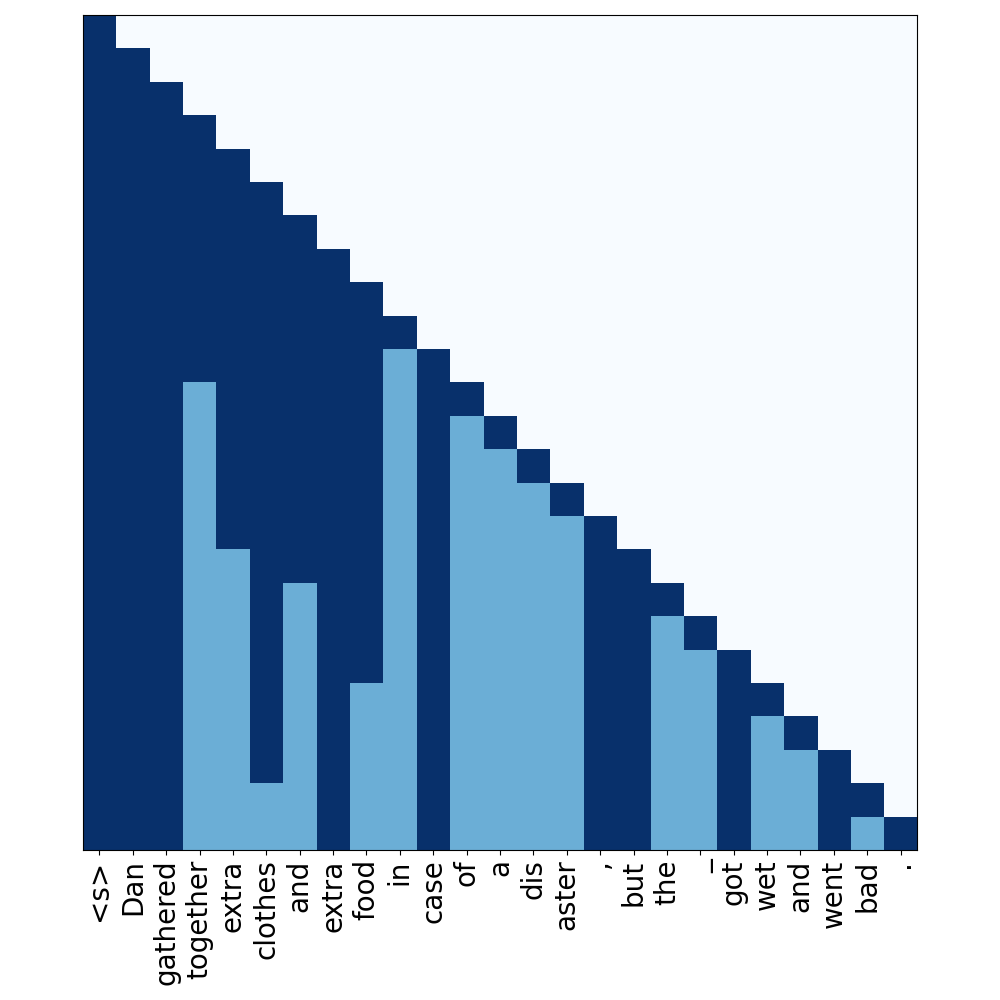 <s> Dan gathered together extra clothes and extra food in case of a dis aster , but the _ got wet and went bad .